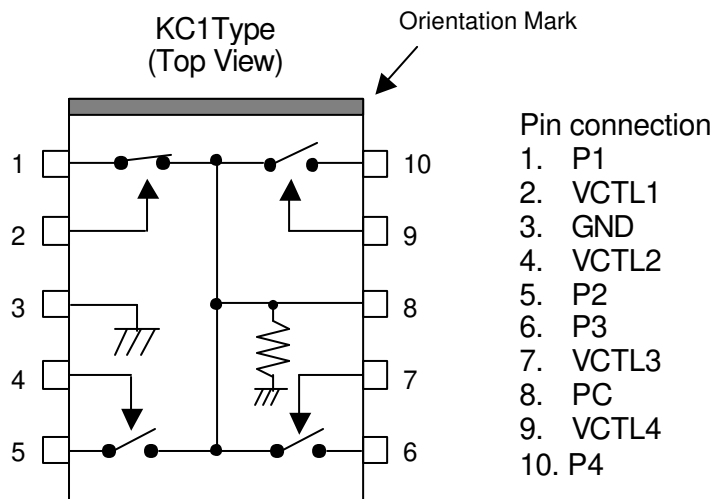 KC1Type
(Top View)
Orientation Mark
1
2
3
4
5
10
9
8
7
6
Pin connection
1. P1
2. VCTL1
3. GND
4. VCTL2
5. P2
6. P3
7. VCTL3
8. PC
9. VCTL4
10. P4